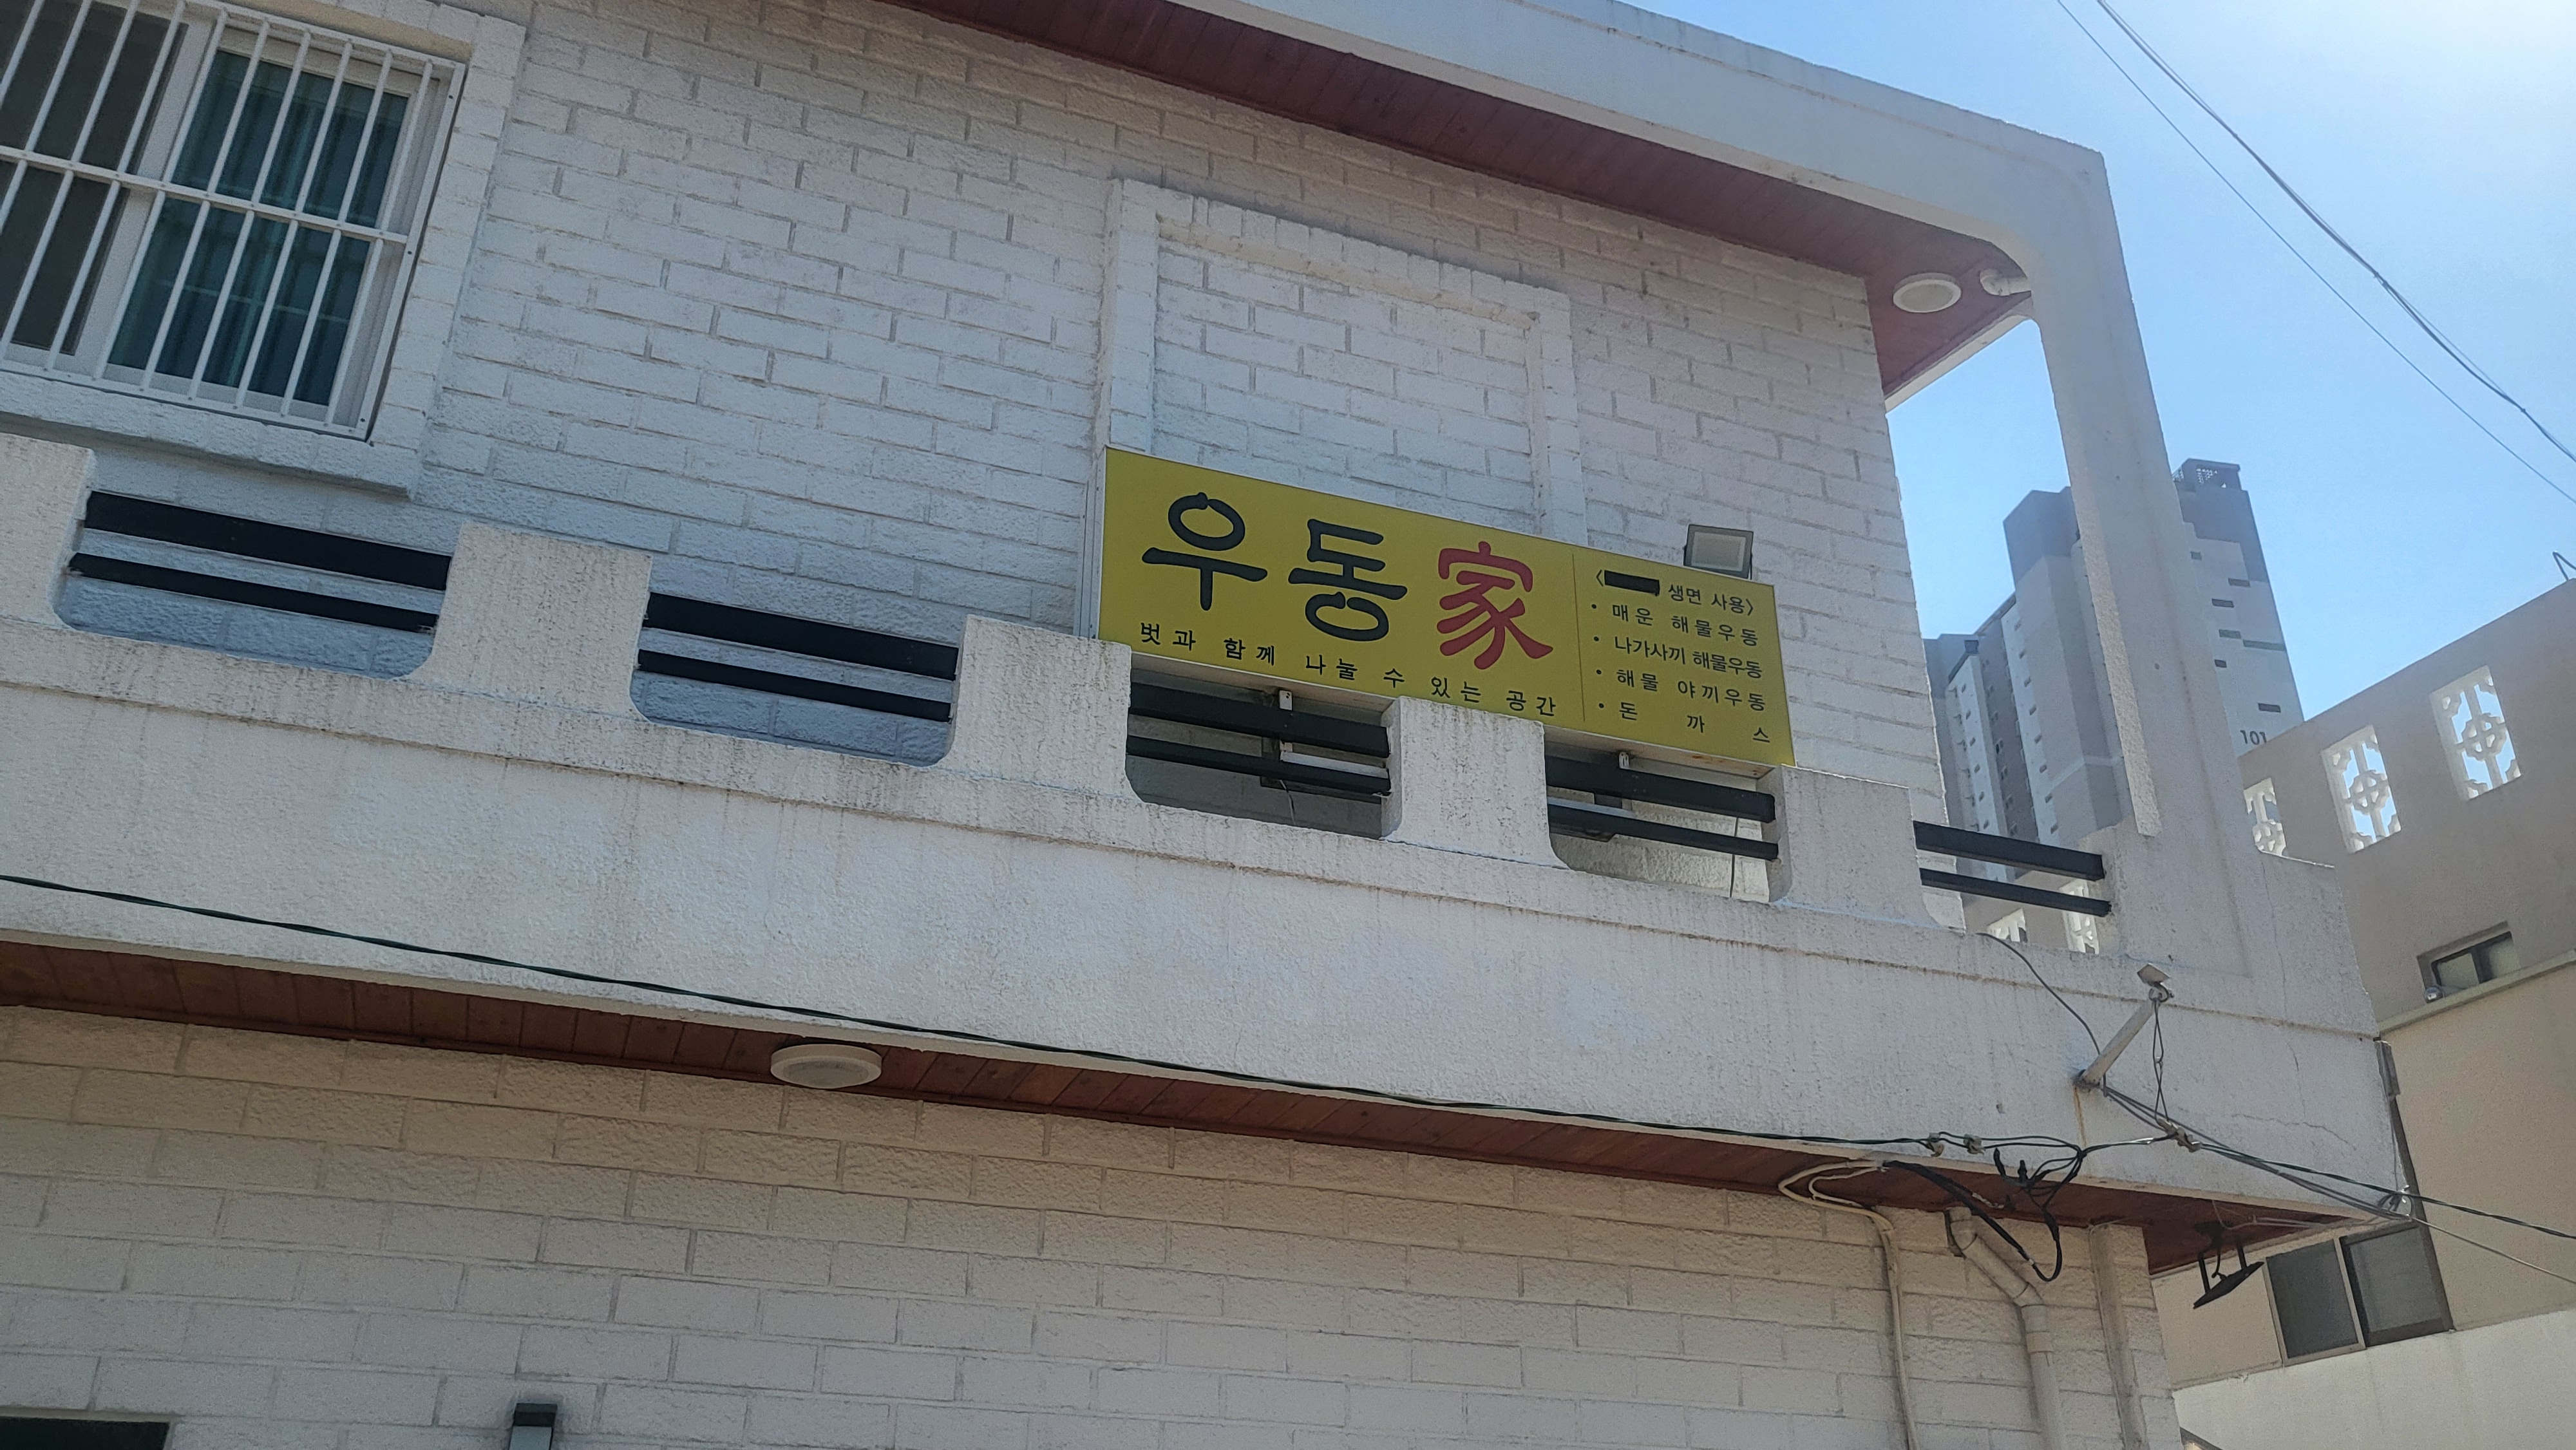 우동家
벗과 함께 나눌 수 있는 공간
< 생면 사용>
• 매운 해물우동
• 나가사끼 해물우동
• 해물 야끼우동
• 돈 까 스
101